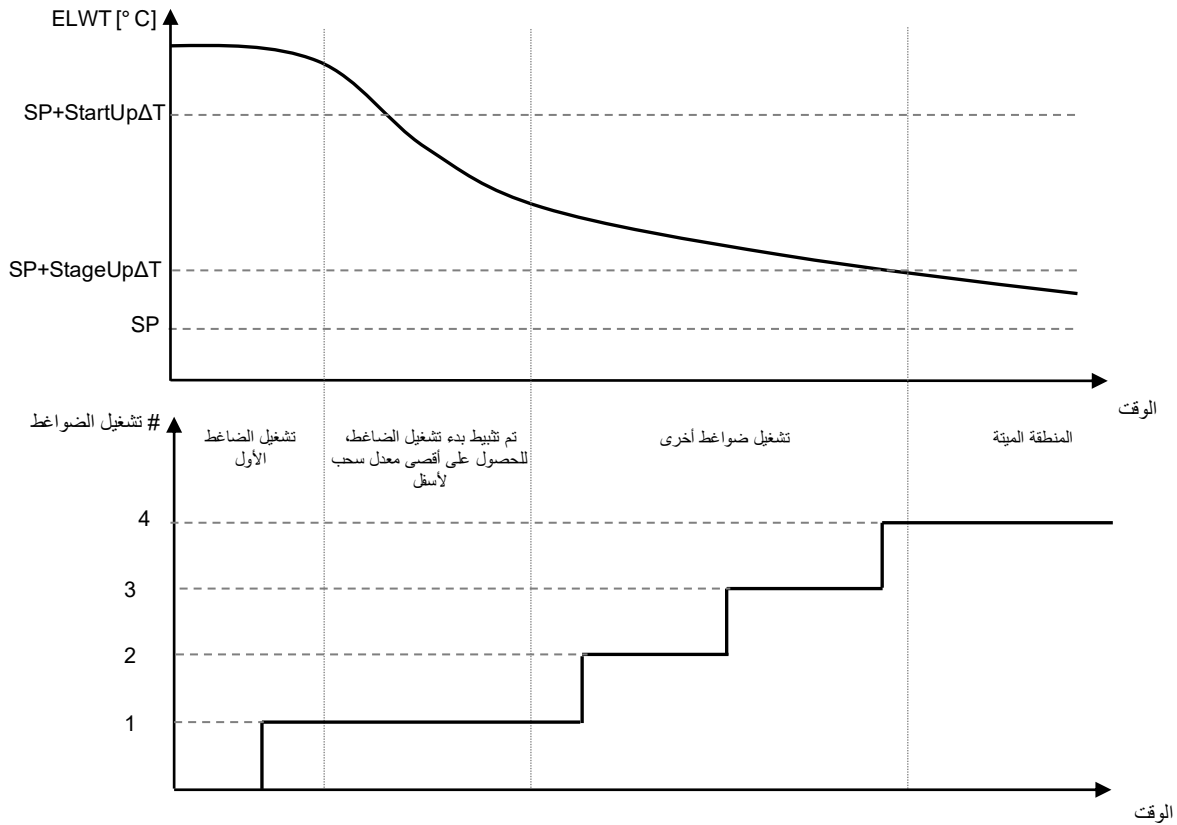 ELWT [° C]
SP+StartUpΔT
SP+StageUpΔT
SP
الوقت
# تشغيل الضواغط
تشغيل الضاغط
الأول
تم تثبيط بدء تشغيل الضاغط،
للحصول على أقصى معدل سحب
لأسفل
تشغيل ضواغط أخرى
المنطقة الميتة
4
3
2
1
الوقت